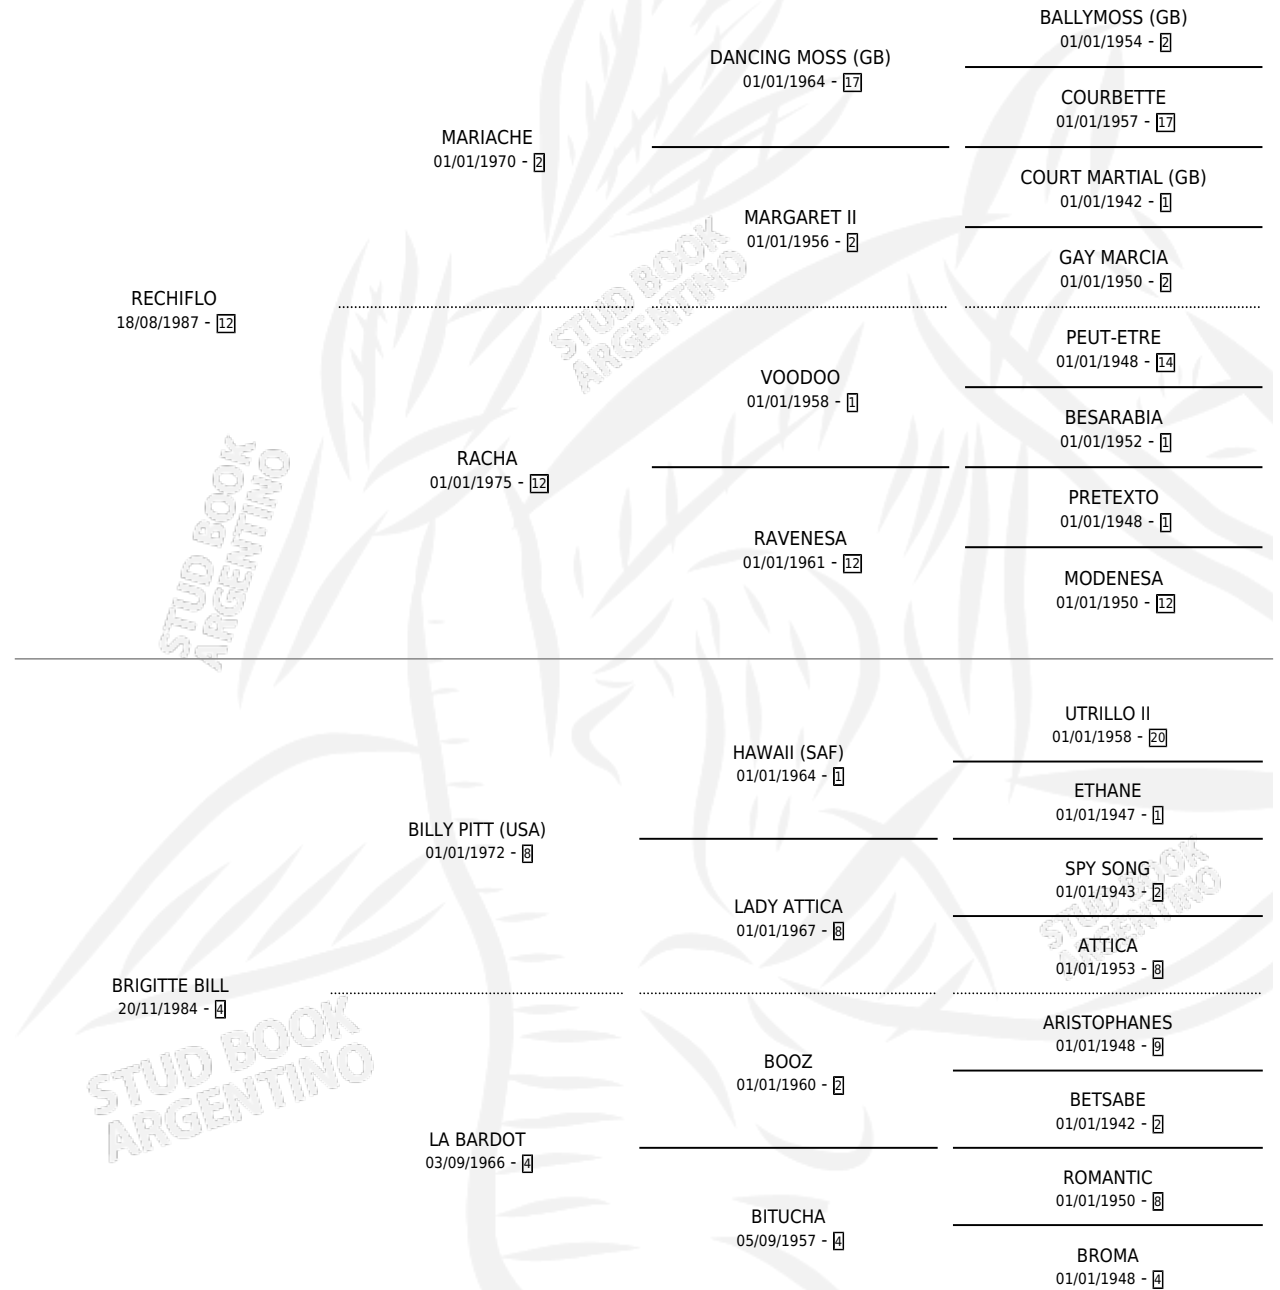 BALLYMOSS (GB)
01/01/1954 - 2
DANCING MOSS (GB)
01/01/1964 - 17
COURBETTE
01/01/1957 - 17
MARIACHE
01/01/1970 - 2
COURT MARTIAL (GB)
01/01/1942 - 1
MARGARET II
01/01/1956 - 2
GAY MARCIA
01/01/1950 - 2
RECHIFLO
18/08/1987 - 12
PEUT-ETRE
01/01/1948 - 14
VOODOO
01/01/1958 - 1
BESARABIA
01/01/1952 - 1
RACHA
01/01/1975 - 12
PRETEXTO
01/01/1948 - 1
RAVENESA
01/01/1961 - 12
MODENESA
01/01/1950 - 12
UTRILLO II
01/01/1958 - 20
HAWAII (SAF)
01/01/1964 - 1
ETHANE
01/01/1947 - 1
BILLY PITT (USA)
01/01/1972 - 8
SPY SONG
01/01/1943 - 2
LADY ATTICA
01/01/1967 - 8
ATTICA
01/01/1953 - 8
BRIGITTE BILL
20/11/1984 - 4
ARISTOPHANES
01/01/1948 - 9
BOOZ
01/01/1960 - 2
BETSABE
01/01/1942 - 2
LA BARDOT
03/09/1966 - 4
ROMANTIC
01/01/1950 - 8
BITUCHA
05/09/1957 - 4
BROMA
01/01/1948 - 4
STUD BOOK
ARGENTINO
STUD BOOK
ARGENTINO
STUD BOOK
ARGENTINO
STUD BOOK
ARGENTINO